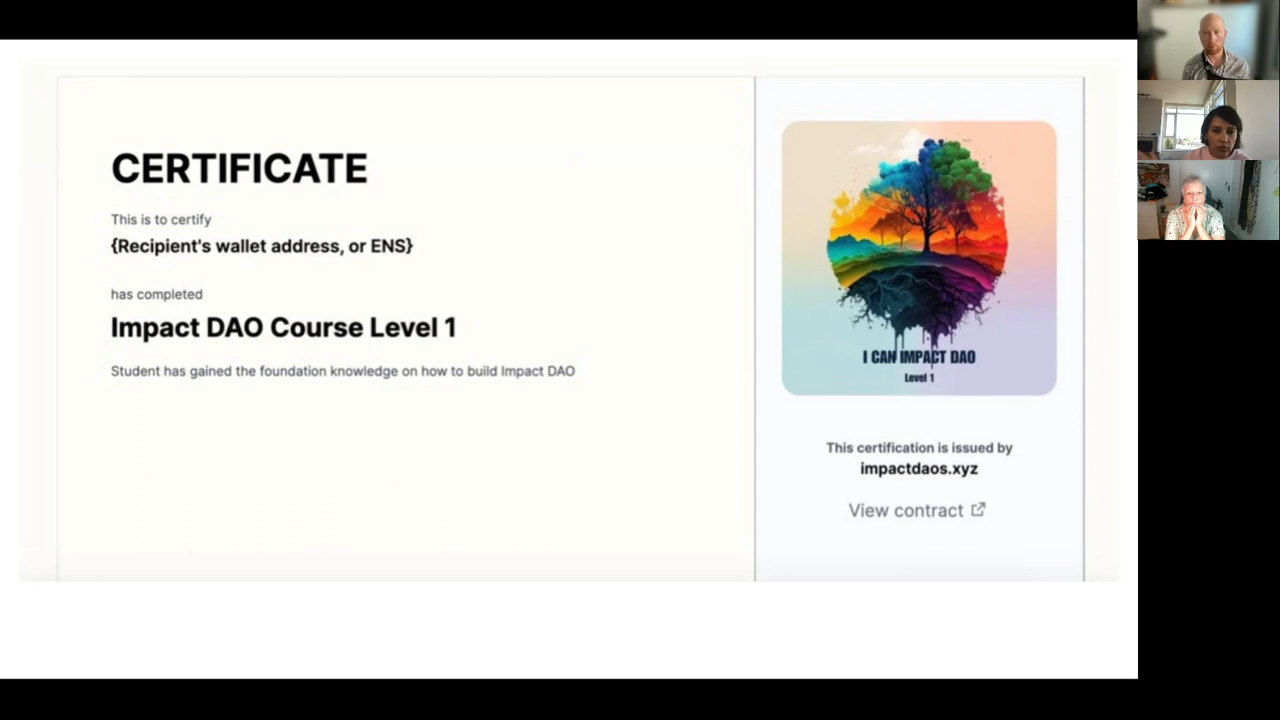 CERTIFICATE
This is to certify
{Recipient's wallet address, or ENS}
has completed
Impact DAO Course Level 1
Student has gained the foundation knowledge on how to build Impact DAO
I CAN IMPACT DAO
Level 1
This certification is issued by
impactdaos.xyz
View contract